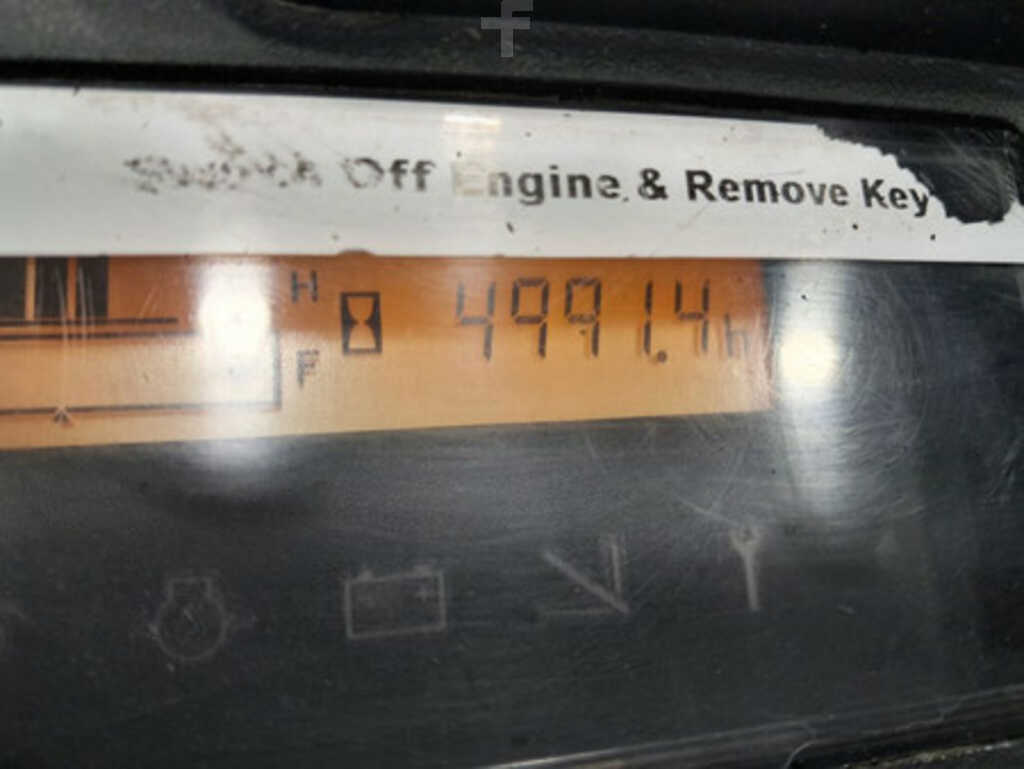 Off Engine & Remove Key
H
4991.4h
F